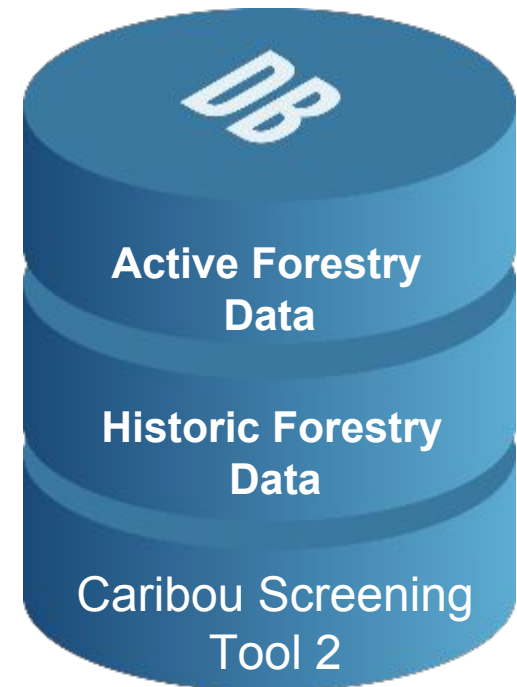 DB
Active Forestry
Data
Historic Forestry
Data
Caribou Screening
Tool 2